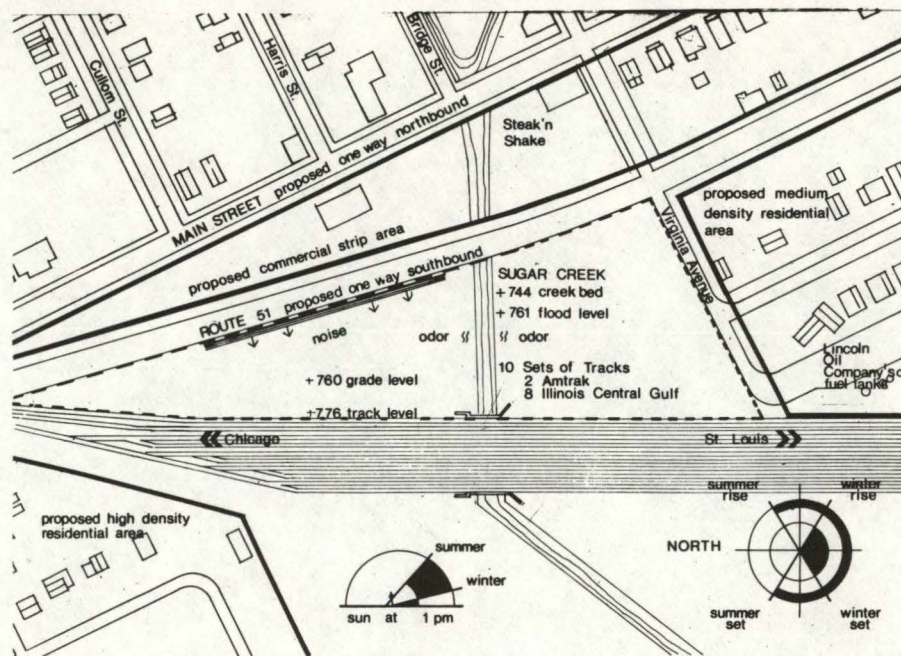 Cullom St.
Harris St.
Bridge St.
MAIN STREET proposed one way northbound
Steak'n
Shake
proposed medium
density residential
area
Virginia Avenue
proposed commercial strip area
ROUTE 51 proposed one way southbound
noise
SUGAR CREEK
+744 creek bed
+761 flood level
odor
odor
10 Sets of Tracks
2 Amtrak
8 Illinois Central Gulf
Lincoln
Oil
Company's
fuel tanks
+760 grade level
+776 track level
Chicago
St. Louis
proposed high density
residential area
summer
winter
sun at 1 pm
summer
rise
winter
rise
NORTH
summer
set
winter
set